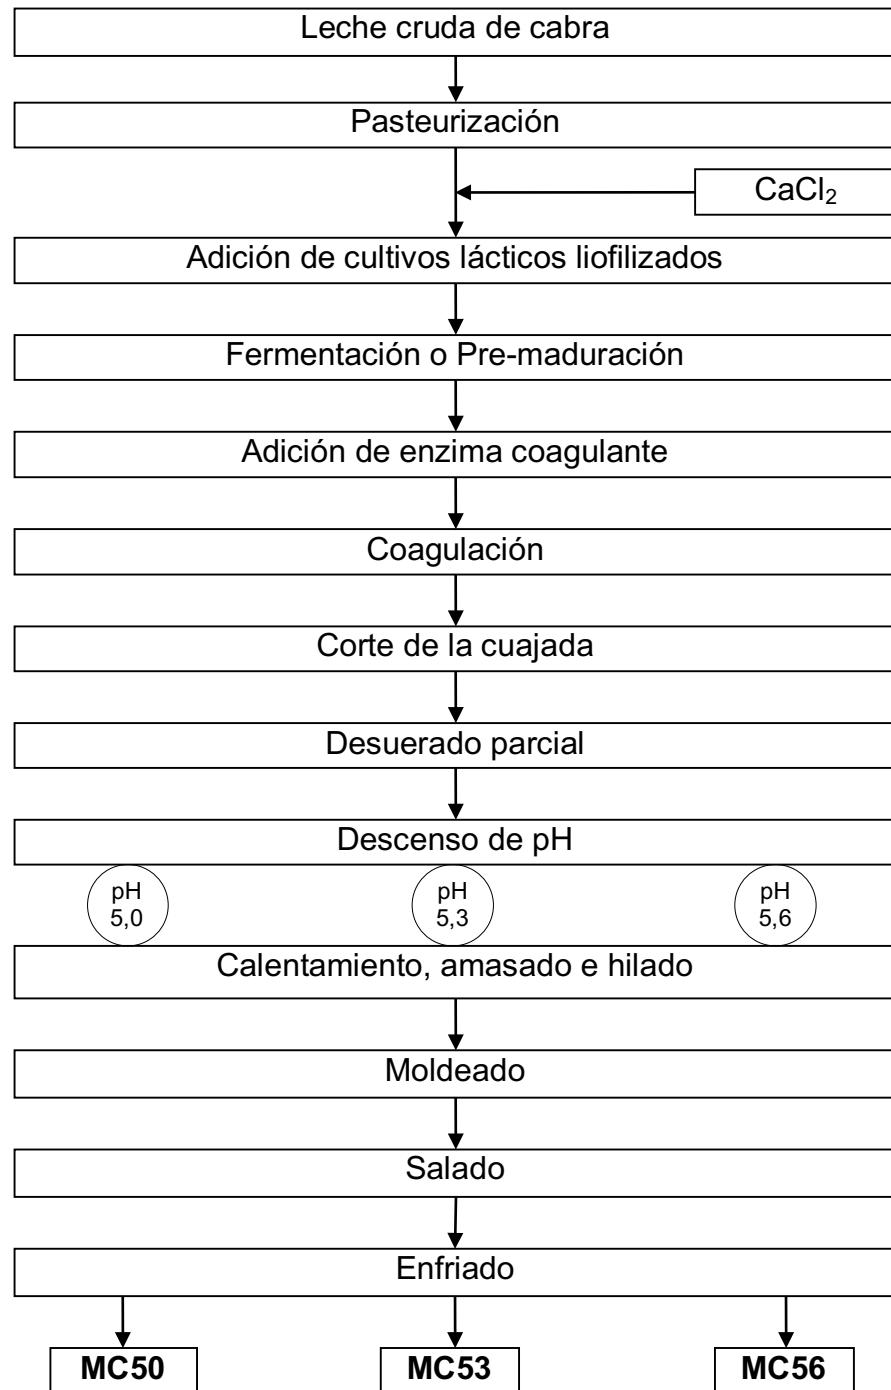 Leche cruda de cabra
Pasteurización
CaCl₂
Adición de cultivos lácticos liofilizados
Fermentación o Pre-maduración
Adición de enzima coagulante
Coagulación
Corte de la cuajada
Desuerado parcial
Descenso de pH
pH pH pH
5,0 5,3 5,6
Calentamiento, amasado e hilado
Moldeado
Salado
Enfriado
MC50 MC53 MC56